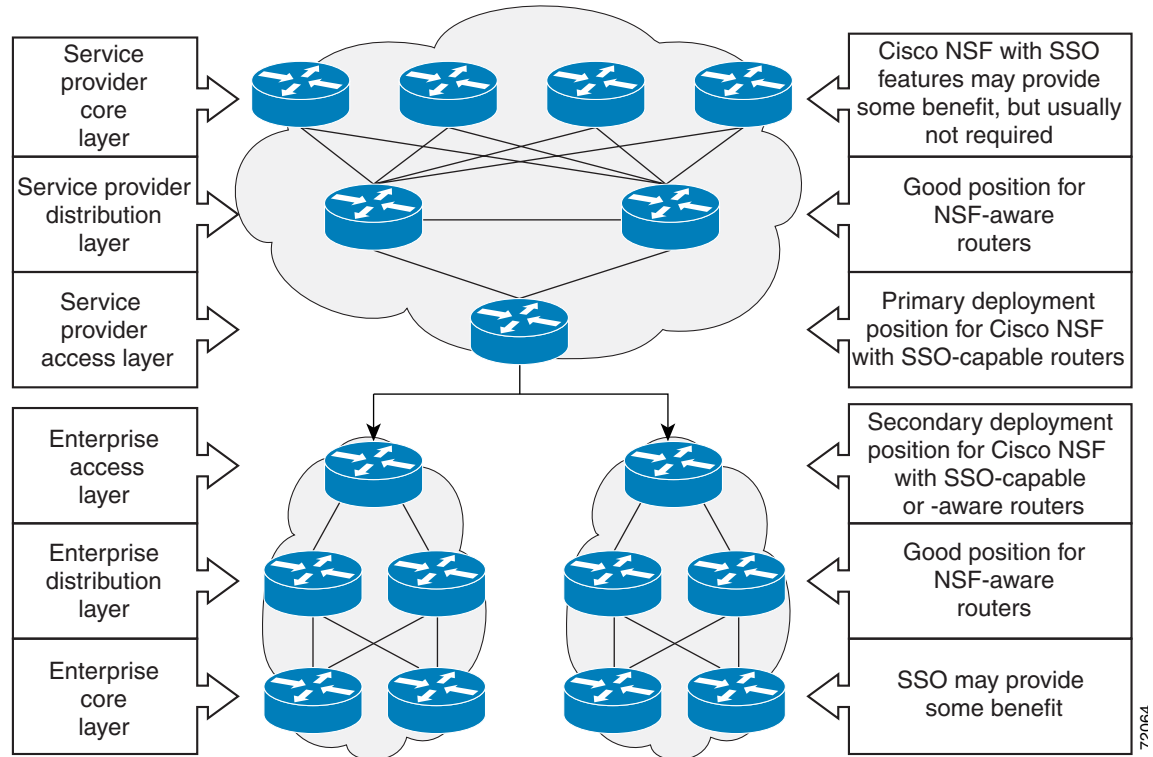 Service
provider
core
layer
Cisco NSF with SSO
features may provide
some benefit, but usually
not required
Service provider
distribution
layer
Good position for
NSF-aware
routers
Service
provider
access layer
Primary deployment
position for Cisco NSF
with SSO-capable routers
Enterprise
access
layer
Secondary deployment
position for Cisco NSF
with SSO-capable
or -aware routers
Enterprise
distribution
layer
Good position for
NSF-aware
routers
Enterprise
core
layer
SSO may provide
some benefit
72064